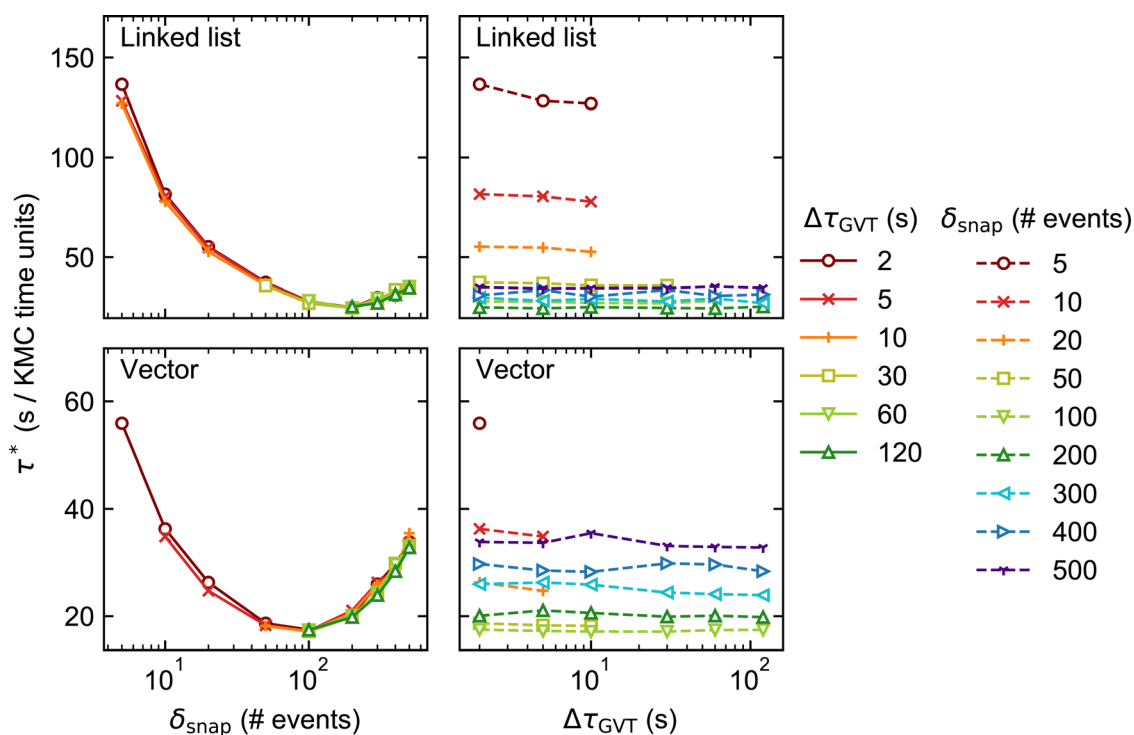 Linked list
Linked list
150
100
50
Vector
Vector
60
40
20
τ* (s / KMC time units)
10¹
10²
10¹
10²
δsnap (# events)
ΔτGVT (s)
ΔτGVT (s)
2
5
10
30
60
120
δsnap (# events)
5
10
20
50
100
200
300
400
500